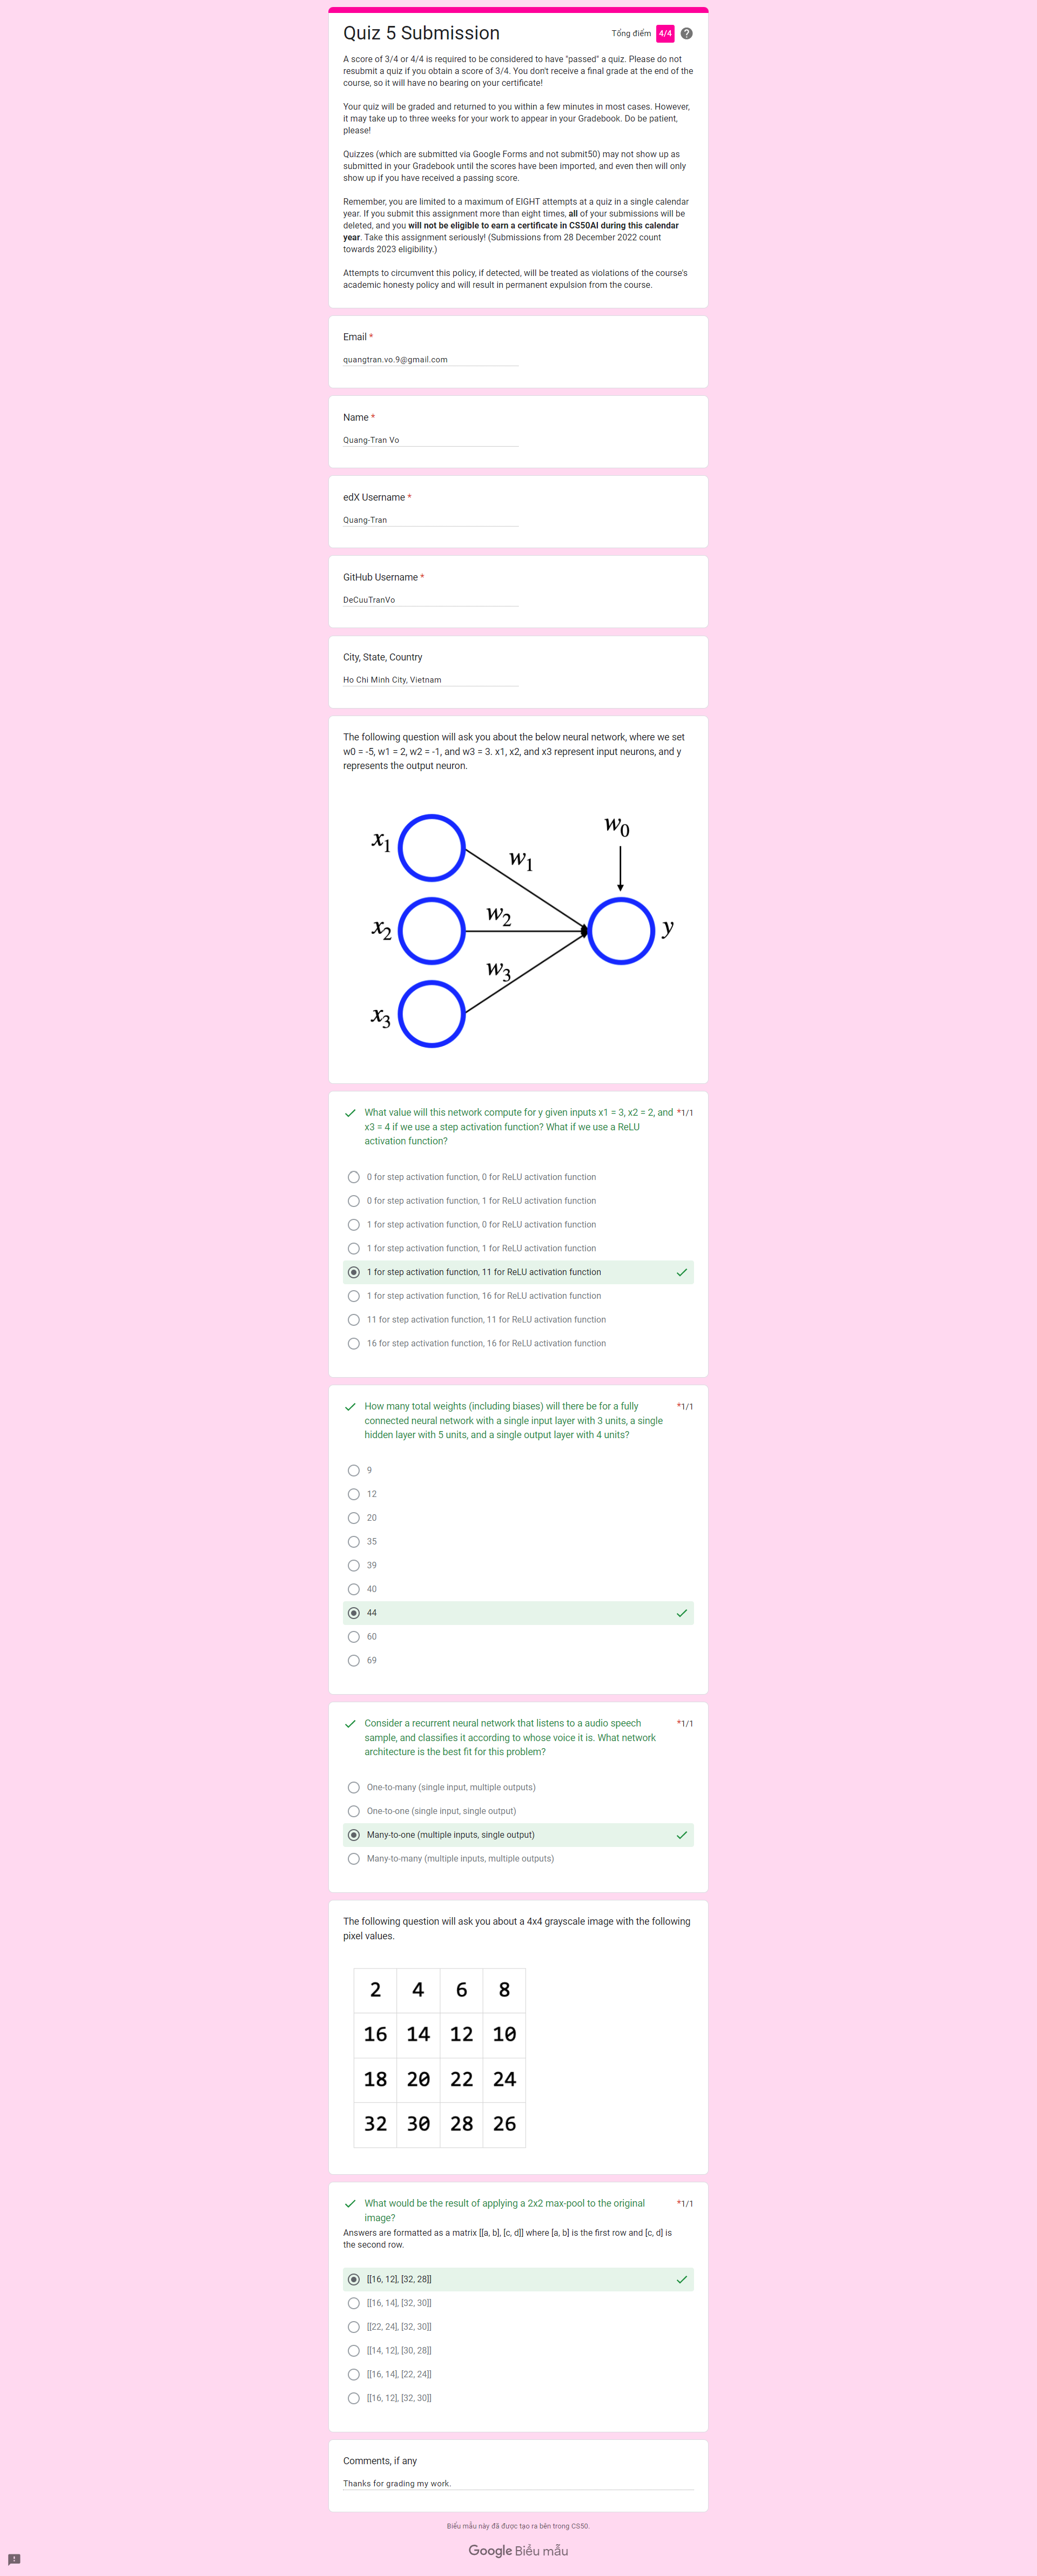 Quiz 5 Submission
Tổng điểm 4/4
A score of 3/4 or 4/4 is required to be considered to have "passed" a quiz. Please do not
resubmit a quiz if you obtain a score of 3/4. You don't receive a final grade at the end of the
course, so it will have no bearing on your certificate!
Your quiz will be graded and returned to you within a few minutes in most cases. However,
it may take up to three weeks for your work to appear in your Gradebook. Do be patient,
please!
Quizzes (which are submitted via Google Forms and not submit50) may not show up as
submitted in your Gradebook until the scores have been imported, and even then will only
show up if you have received a passing score.
Remember, you are limited to a maximum of EIGHT attempts at a quiz in a single calendar
year. If you submit this assignment more than eight times, all of your submissions will be
deleted, and you will not be eligible to earn a certificate in CS50AI during this calendar
year. Take this assignment seriously! (Submissions from 28 December 2022 count
towards 2023 eligibility.)
Attempts to circumvent this policy, if detected, will be treated as violations of the course's
academic honesty policy and will result in permanent expulsion from the course.
Email *
quangtran.vo.9@gmail.com
Name *
Quang-Tran Vo
edX Username *
Quang-Tran
GitHub Username *
DeCuuTranVo
City, State, Country
Ho Chi Minh City, Vietnam
The following question will ask you about the below neural network, where we set
w0 = -5, w1 = 2, w2 = -1, and w3 = 3. x1, x2, and x3 represent input neurons, and y
represents the output neuron.
w0
x1
w1
x2
w2
y
w3
x3
What value will this network compute for y given inputs x1 = 3, x2 = 2, and *1/1
x3 = 4 if we use a step activation function? What if we use a ReLU
activation function?
0 for step activation function, 0 for ReLU activation function
0 for step activation function, 1 for ReLU activation function
1 for step activation function, 0 for ReLU activation function
1 for step activation function, 1 for ReLU activation function
1 for step activation function, 11 for ReLU activation function
1 for step activation function, 16 for ReLU activation function
11 for step activation function, 11 for ReLU activation function
16 for step activation function, 16 for ReLU activation function
How many total weights (including biases) will there be for a fully *1/1
connected neural network with a single input layer with 3 units, a single
hidden layer with 5 units, and a single output layer with 4 units?
9
12
20
35
39
40
44
60
69
Consider a recurrent neural network that listens to a audio speech *1/1
sample, and classifies it according to whose voice it is. What network
architecture is the best fit for this problem?
One-to-many (single input, multiple outputs)
One-to-one (single input, single output)
Many-to-one (multiple inputs, single output)
Many-to-many (multiple inputs, multiple outputs)
The following question will ask you about a 4x4 grayscale image with the following
pixel values.
2 4 6 8
16 14 12 10
18 20 22 24
32 30 28 26
What would be the result of applying a 2x2 max-pool to the original *1/1
image?
Answers are formatted as a matrix [[a, b], [c, d]] where [a, b] is the first row and [c, d] is
the second row.
[[16, 12], [32, 28]]
[[16, 14], [32, 30]]
[[22, 24], [32, 30]]
[[14, 12], [30, 28]]
[[16, 14], [22, 24]]
[[16, 12], [32, 30]]
Comments, if any
Thanks for grading my work.
Biểu mẫu này đã được tạo ra bên trong CS50.
Google Biểu mẫu